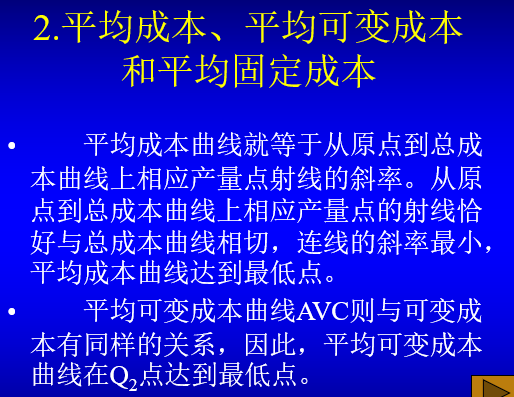 2.平均成本、平均可变成本
和平均固定成本
• 平均成本曲线就等于从原点到总成
本曲线上相应产量点射线的斜率。从原
点到总成本曲线上相应产量点的射线恰
好与总成本曲线相切，连线的斜率最小，
平均成本曲线达到最低点。
• 平均可变成本曲线AVC则与可变成
本有同样的关系，因此，平均可变成本
曲线在Q₂点达到最低点。